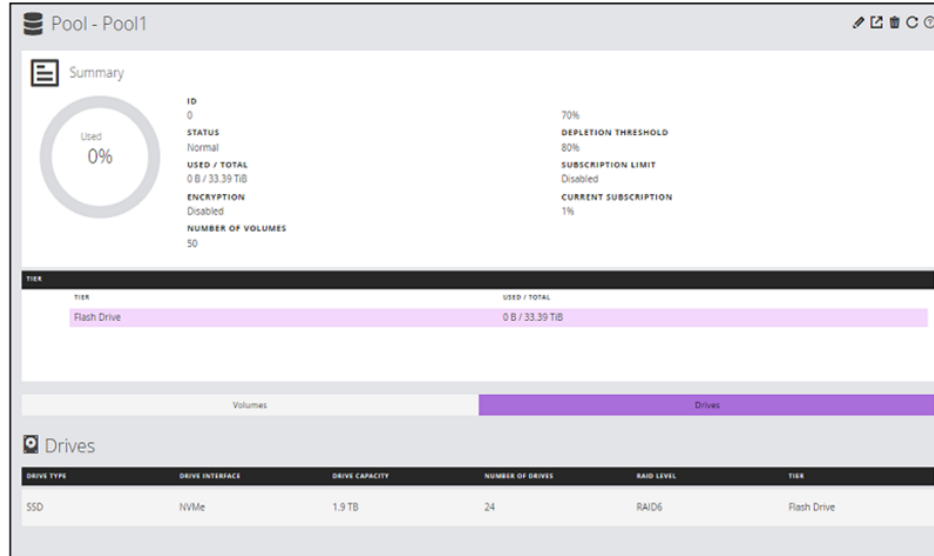 Pool - Pool1
Summary
Used
0%
ID
0
STATUS
Normal
USED / TOTAL
0 B / 33.39 TiB
ENCRYPTION
Disabled
NUMBER OF VOLUMES
50
70%
DEPLETION THRESHOLD
80%
SUBSCRIPTION LIMIT
Disabled
CURRENT SUBSCRIPTION
1%
TIER
TIER USED / TOTAL
Flash Drive 0 B / 33.39 TiB
Volumes Drives
Drives
DRIVE TYPE DRIVE INTERFACE DRIVE CAPACITY NUMBER OF DRIVES RAID LEVEL TIER
SSD NVMe 1.9 TB 24 RAID6 Flash Drive